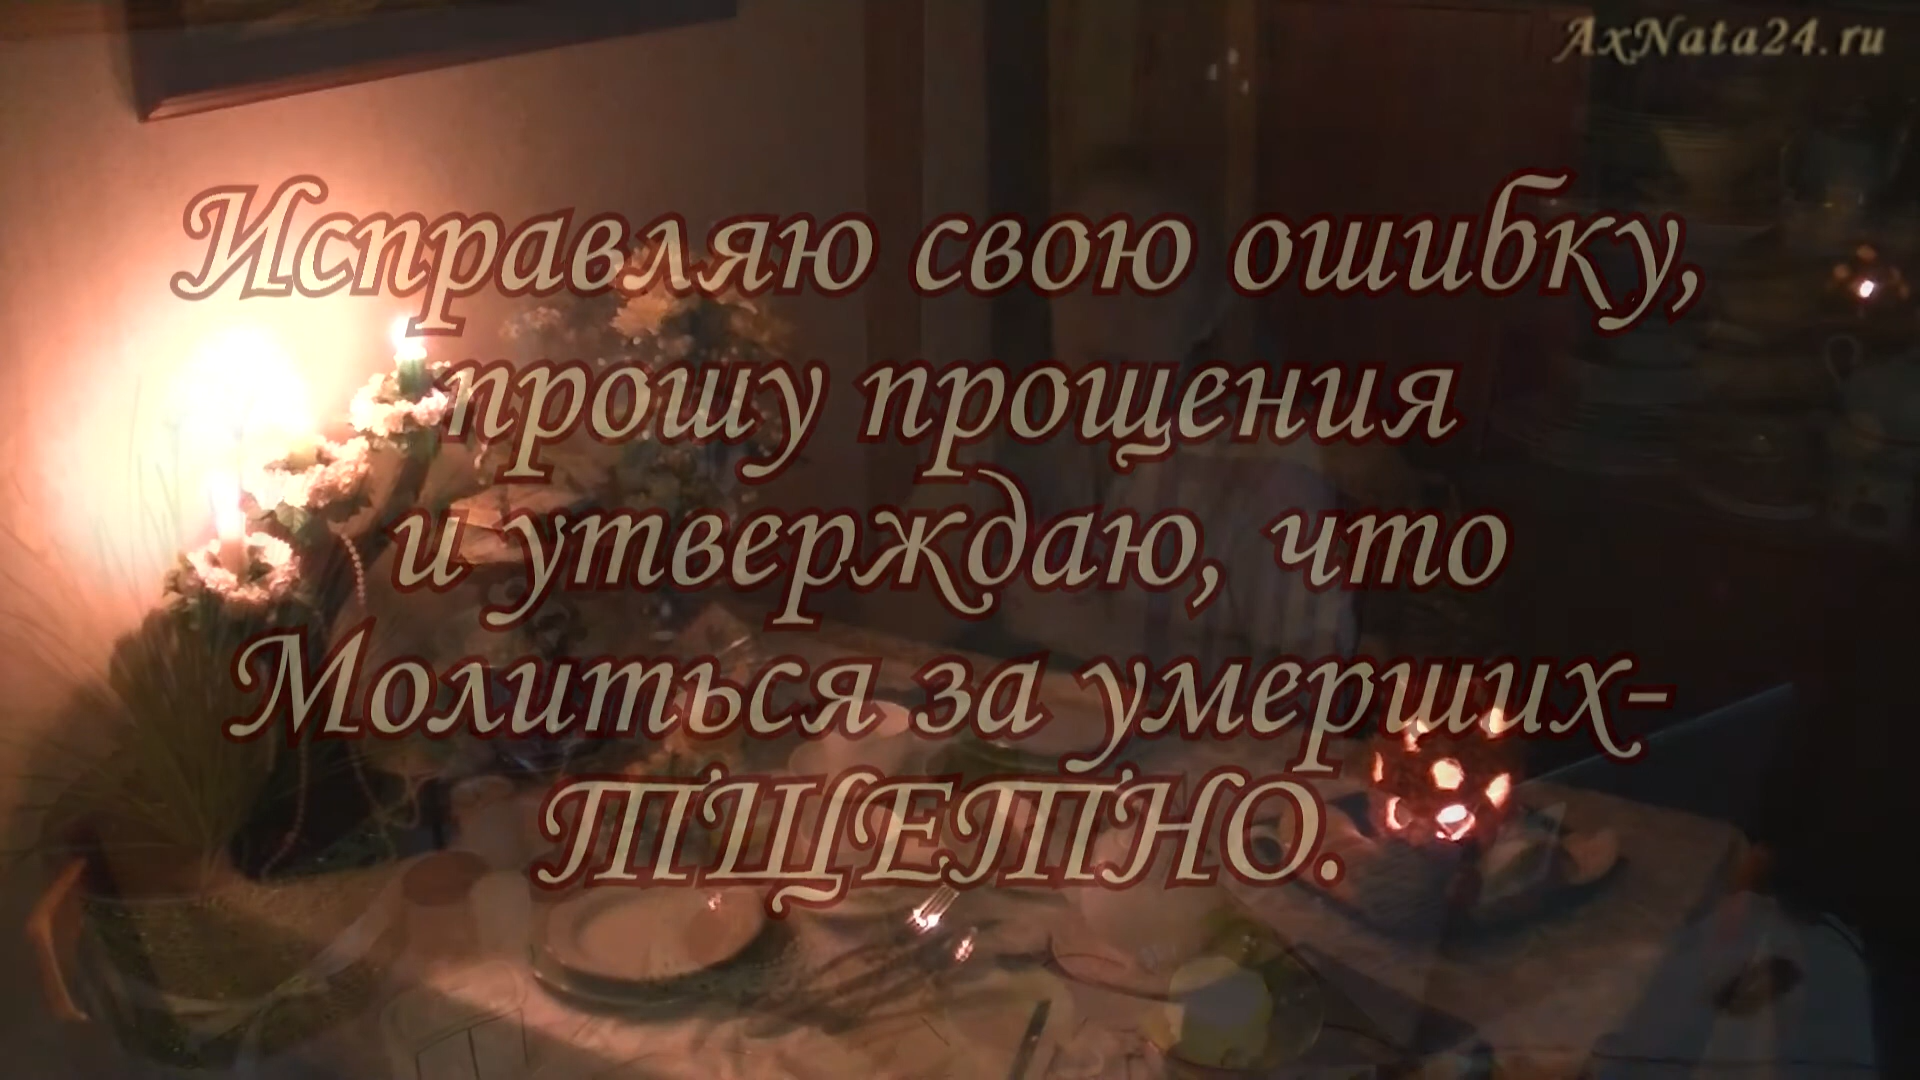 AxNata24.ru
Исправляю свою ошибку,
прошу прощения
и утверждаю, что
Молиться за умерших-
ТЩЕТНО.